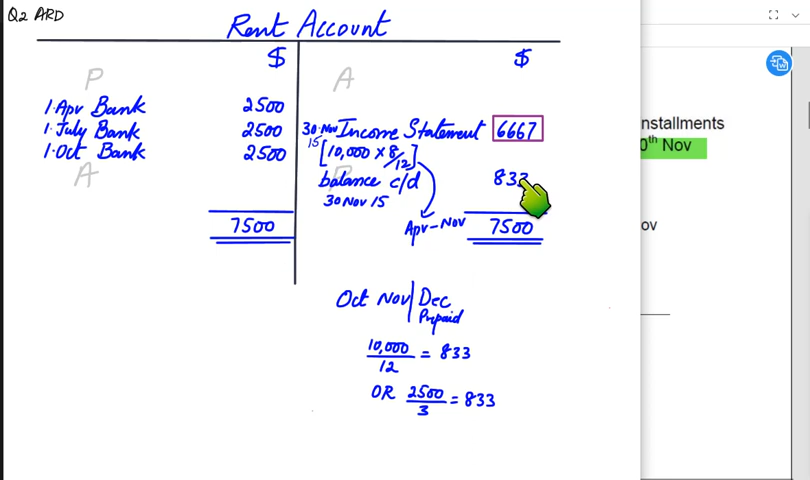 Q2 ARD
Rent Account
$ $
P A
1·Apr Bank 2500
1·July Bank 2500 30·Nov Income Statement 6667
15 [10,000 × 8/12]
1·Oct Bank 2500
A balance c/d 833
30 Nov 15
7500 Apr-Nov 7500
Oct Nov | Dec
Prepaid
10,000/12 = 833
OR 2500/3 = 833
nstallments
0th Nov
ov